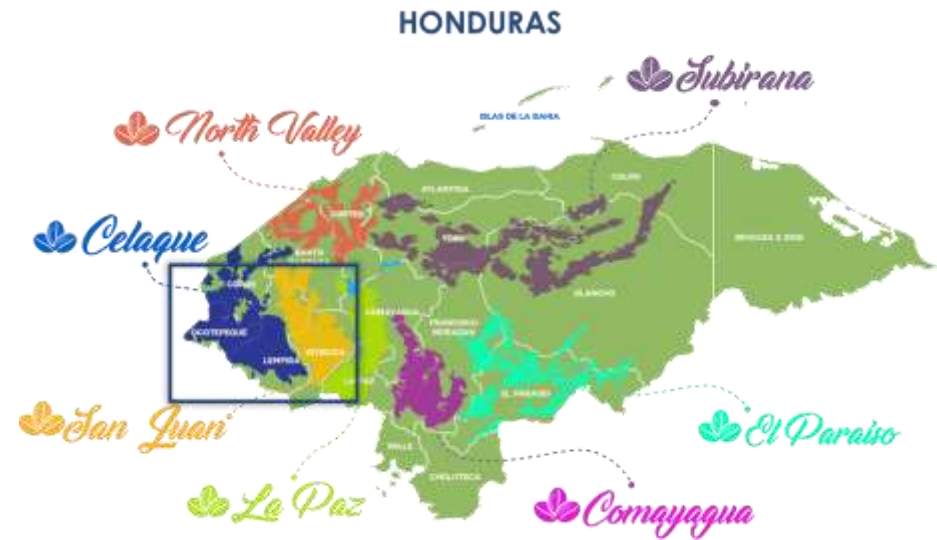 HONDURAS
Subirana
North Valley
ISLAS DE LA BAHIA
Celaque
ATLANTIDA
COLON
CORTES
YORO
GRACIAS A DIOS
SANTA
COPAN
OLANCHO
OCOTEPEQUE
LEMPIRA
INTIBUCA
COMAYAGUA
FRANCISCO
MORAZAN
LA PAZ
EL PARAISO
San Juan
El Paraiso
VALLE
CHOLUTECA
La Paz
Comayagua